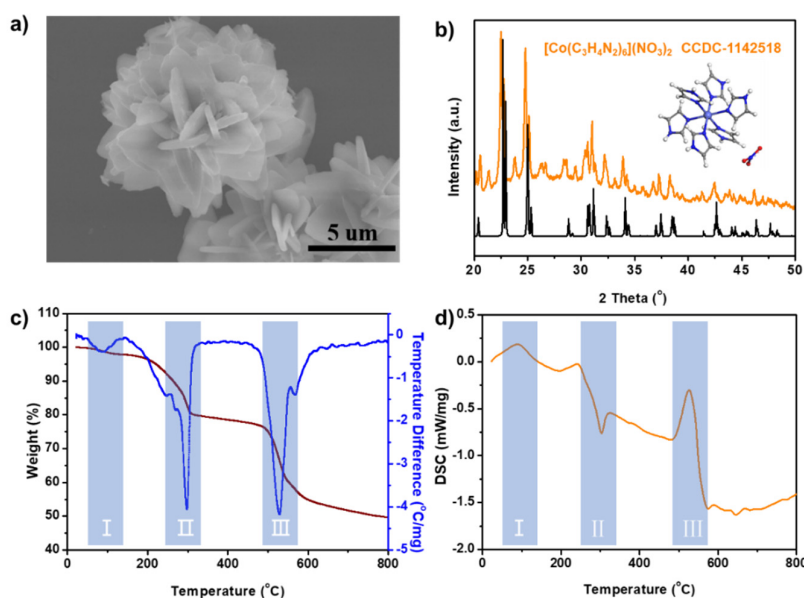 a)
5 um
b)
[Co(C₃H₄N₂)₆](NO₃)₂ CCDC-1142518
Intensity (a.u.)
20 25 30 35 40 45 50
2 Theta (°)
c)
110
100
90
80
70
60
50
40
Weight (%)
0
-1
-2
-3
-4
-5
Temperature Difference (°C/mg)
I II III
0 200 400 600 800
Temperature (°C)
d)
0.5
0.0
-0.5
-1.0
-1.5
-2.0
DSC (mW/mg)
I II III
0 200 400 600 800
Temperature (°C)